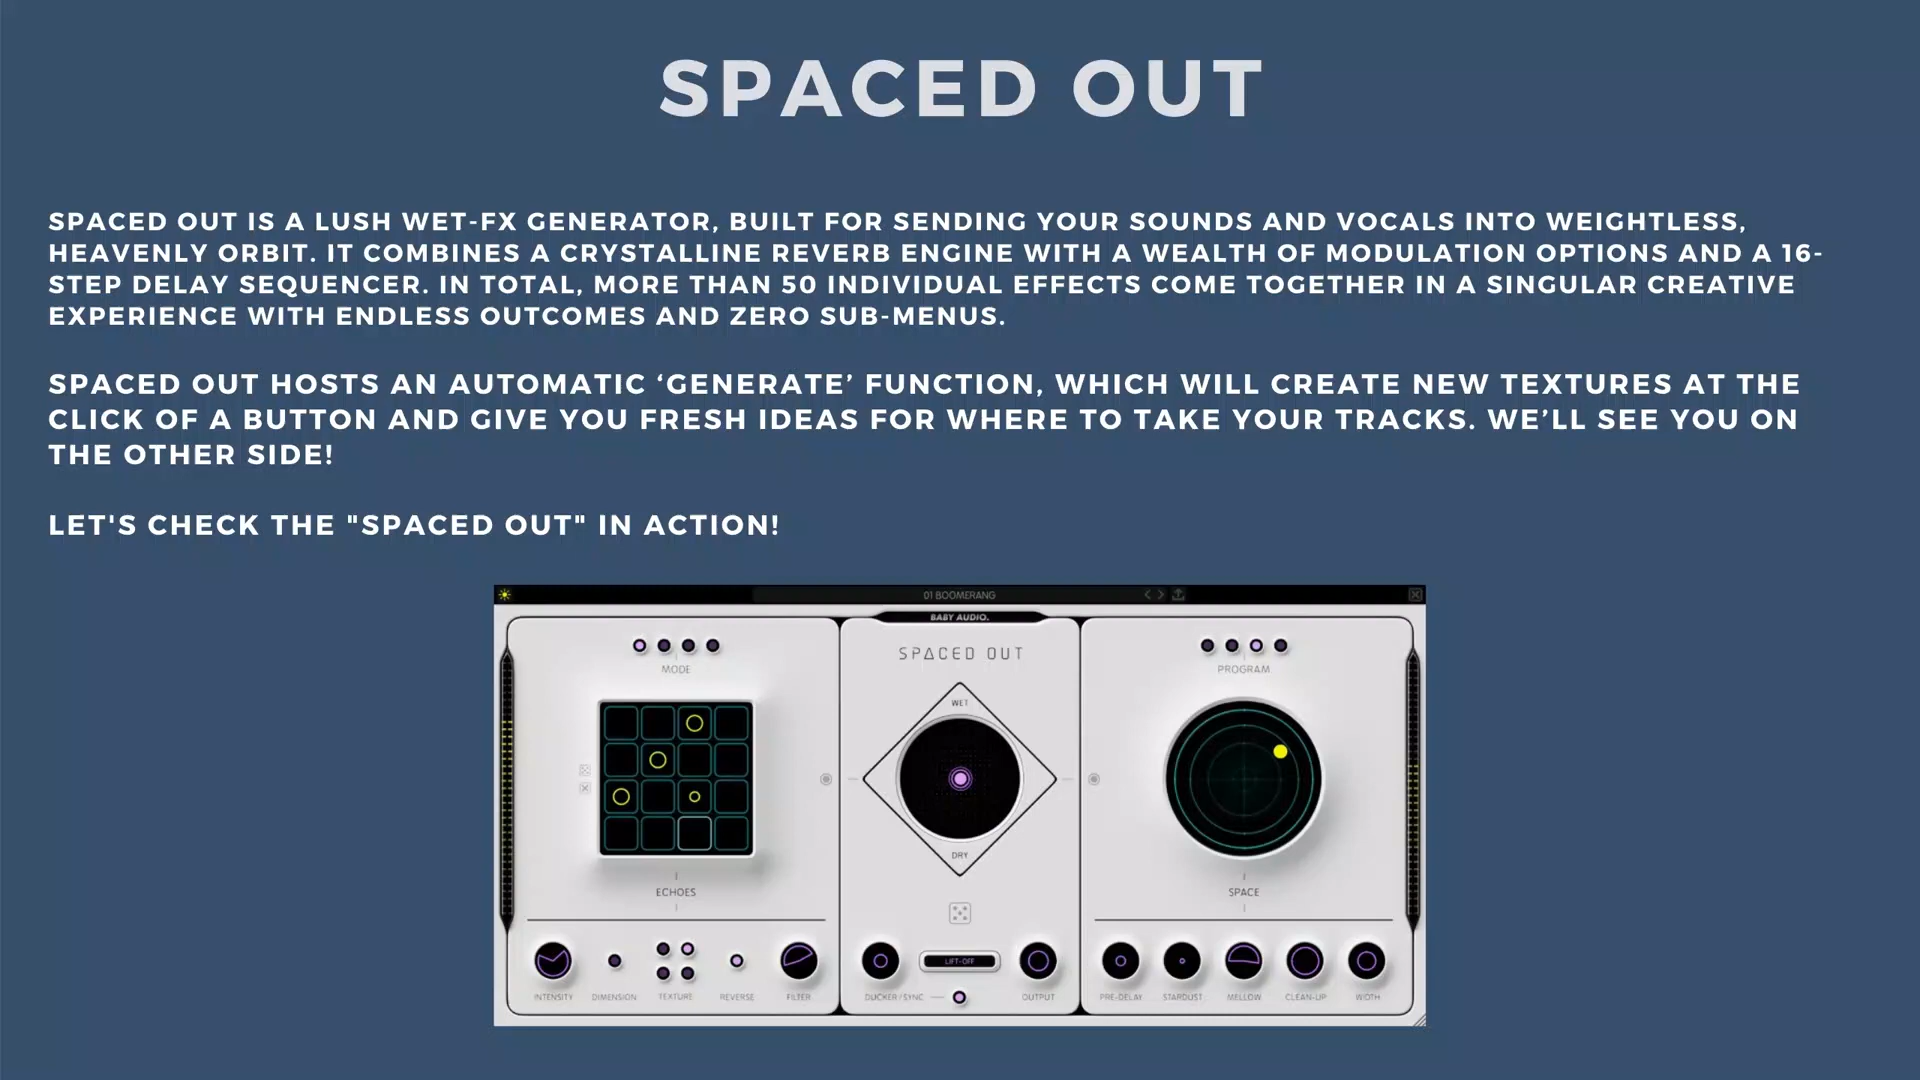 SPACED OUT
SPACED OUT IS A LUSH WET-FX GENERATOR, BUILT FOR SENDING YOUR SOUNDS AND VOCALS INTO WEIGHTLESS,
HEAVENLY ORBIT. IT COMBINES A CRYSTALLINE REVERB ENGINE WITH A WEALTH OF MODULATION OPTIONS AND A 16-
STEP DELAY SEQUENCER. IN TOTAL, MORE THAN 50 INDIVIDUAL EFFECTS COME TOGETHER IN A SINGULAR CREATIVE
EXPERIENCE WITH ENDLESS OUTCOMES AND ZERO SUB-MENUS.
SPACED OUT HOSTS AN AUTOMATIC ‘GENERATE’ FUNCTION, WHICH WILL CREATE NEW TEXTURES AT THE
CLICK OF A BUTTON AND GIVE YOU FRESH IDEAS FOR WHERE TO TAKE YOUR TRACKS. WE’LL SEE YOU ON
THE OTHER SIDE!
LET'S CHECK THE "SPACED OUT" IN ACTION!
01 BOOMERANG
BABY AUDIO.
SPACED OUT
MODE
PROGRAM
WET
DRY
ECHOES
SPACE
LIFT-OFF
INTENSITY DIMENSION TEXTURE REVERSE FILTER DUCKER/SYNC OUTPUT PRE-DELAY STARDUST MELLOW CLEAN-UP WIDTH